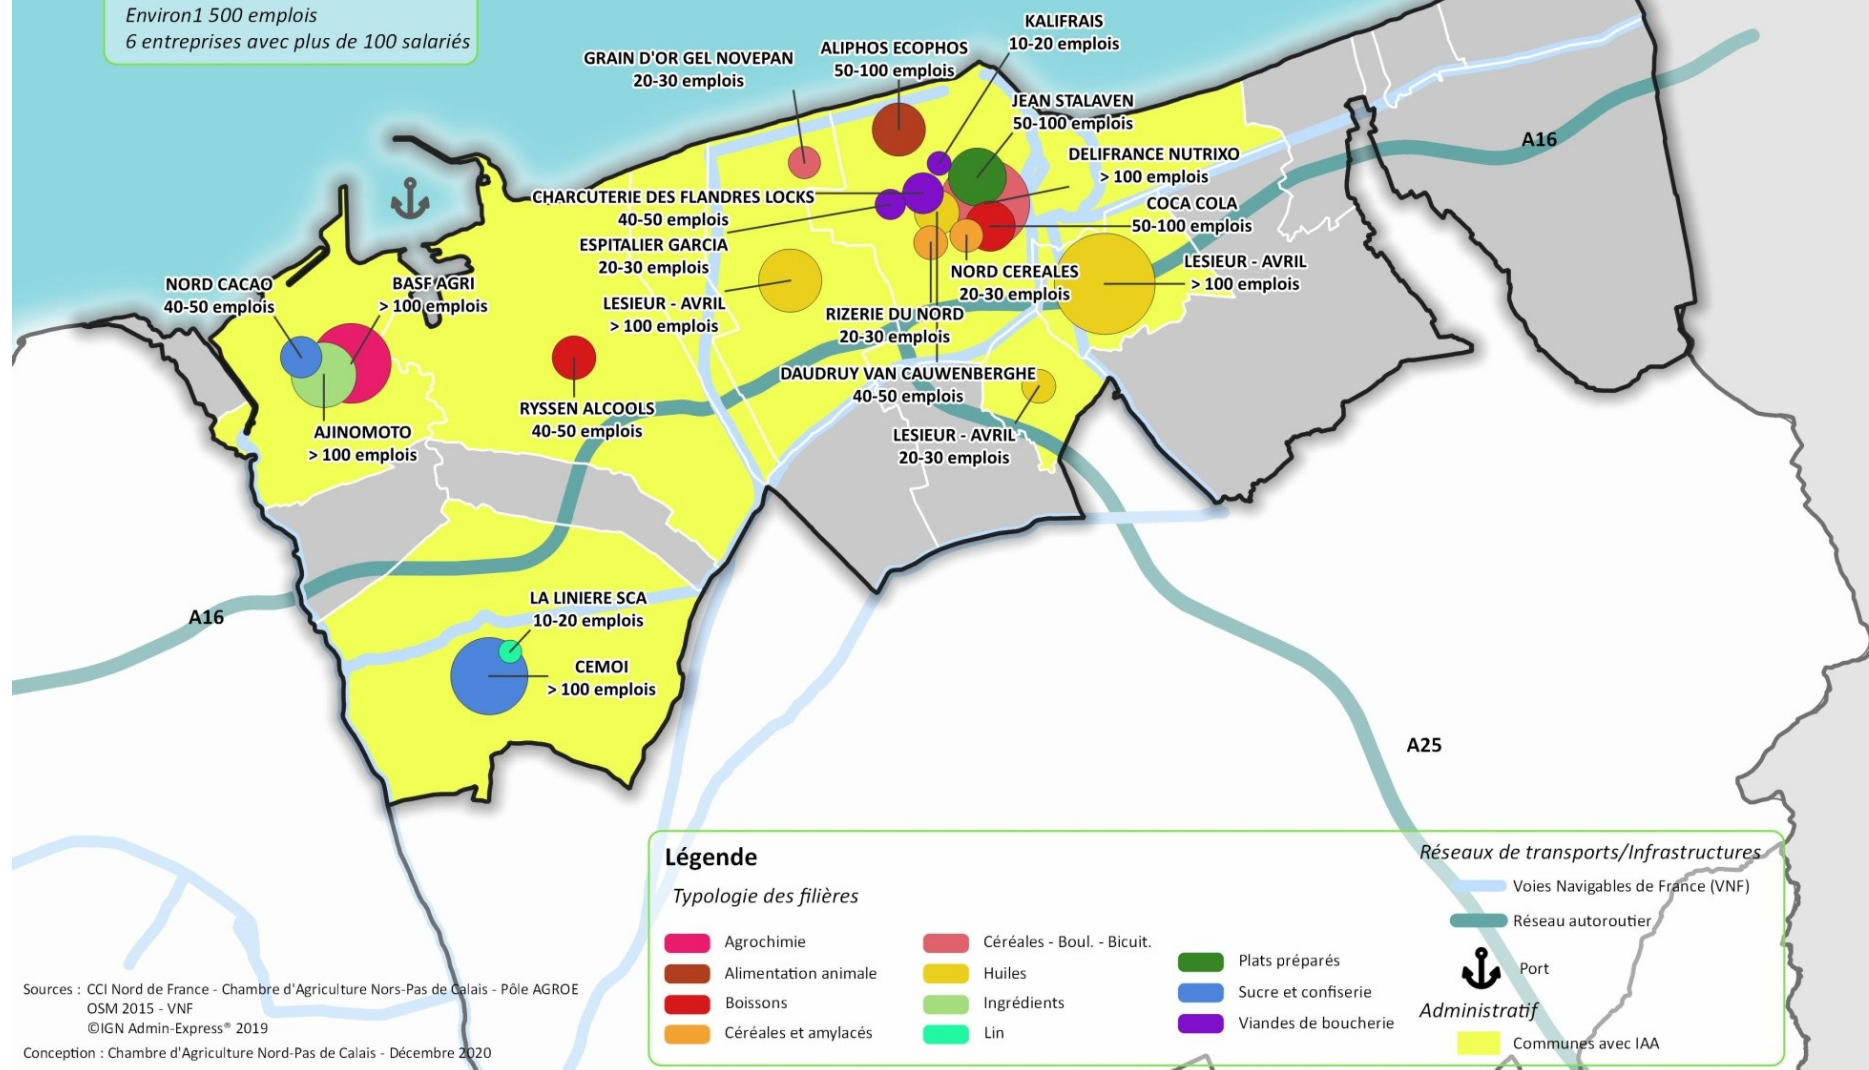 Environ1 500 emplois
6 entreprises avec plus de 100 salariés
KALIFRAIS
10-20 emplois
GRAIN D'OR GEL NOVEPAN
20-30 emplois
ALIPHOS ECOPHOS
50-100 emplois
JEAN STALAVEN
50-100 emplois
A16
DELIFRANCE NUTRIXO
> 100 emplois
CHARCUTERIE DES FLANDRES LOCKS
40-50 emplois
COCA COLA
50-100 emplois
ESPITALIER GARCIA
20-30 emplois
NORD CACAO
40-50 emplois
BASF AGRI
> 100 emplois
LESIEUR - AVRIL
> 100 emplois
NORD CEREALES
20-30 emplois
LESIEUR - AVRIL
> 100 emplois
RIZERIE DU NORD
20-30 emplois
DAUDRUY VAN CAUWENBERGHE
40-50 emplois
RYSSEN ALCOOLS
40-50 emplois
AJINOMOTO
> 100 emplois
LESIEUR - AVRIL
20-30 emplois
A16
LA LINIERE SCA
10-20 emplois
CEMOI
> 100 emplois
A25
Légende
Typologie des filières
Agrochimie
Alimentation animale
Boissons
Céréales et amylacés
Céréales - Boul. - Bicuit.
Huiles
Ingrédients
Lin
Plats préparés
Sucre et confiserie
Viandes de boucherie
Réseaux de transports/Infrastructures
Voies Navigables de France (VNF)
Réseau autoroutier
Port
Administratif
Communes avec IAA
Sources : CCI Nord de France - Chambre d'Agriculture Nors-Pas de Calais - Pôle AGROE
OSM 2015 - VNF
©IGN Admin-Express® 2019
Conception : Chambre d'Agriculture Nord-Pas de Calais - Décembre 2020